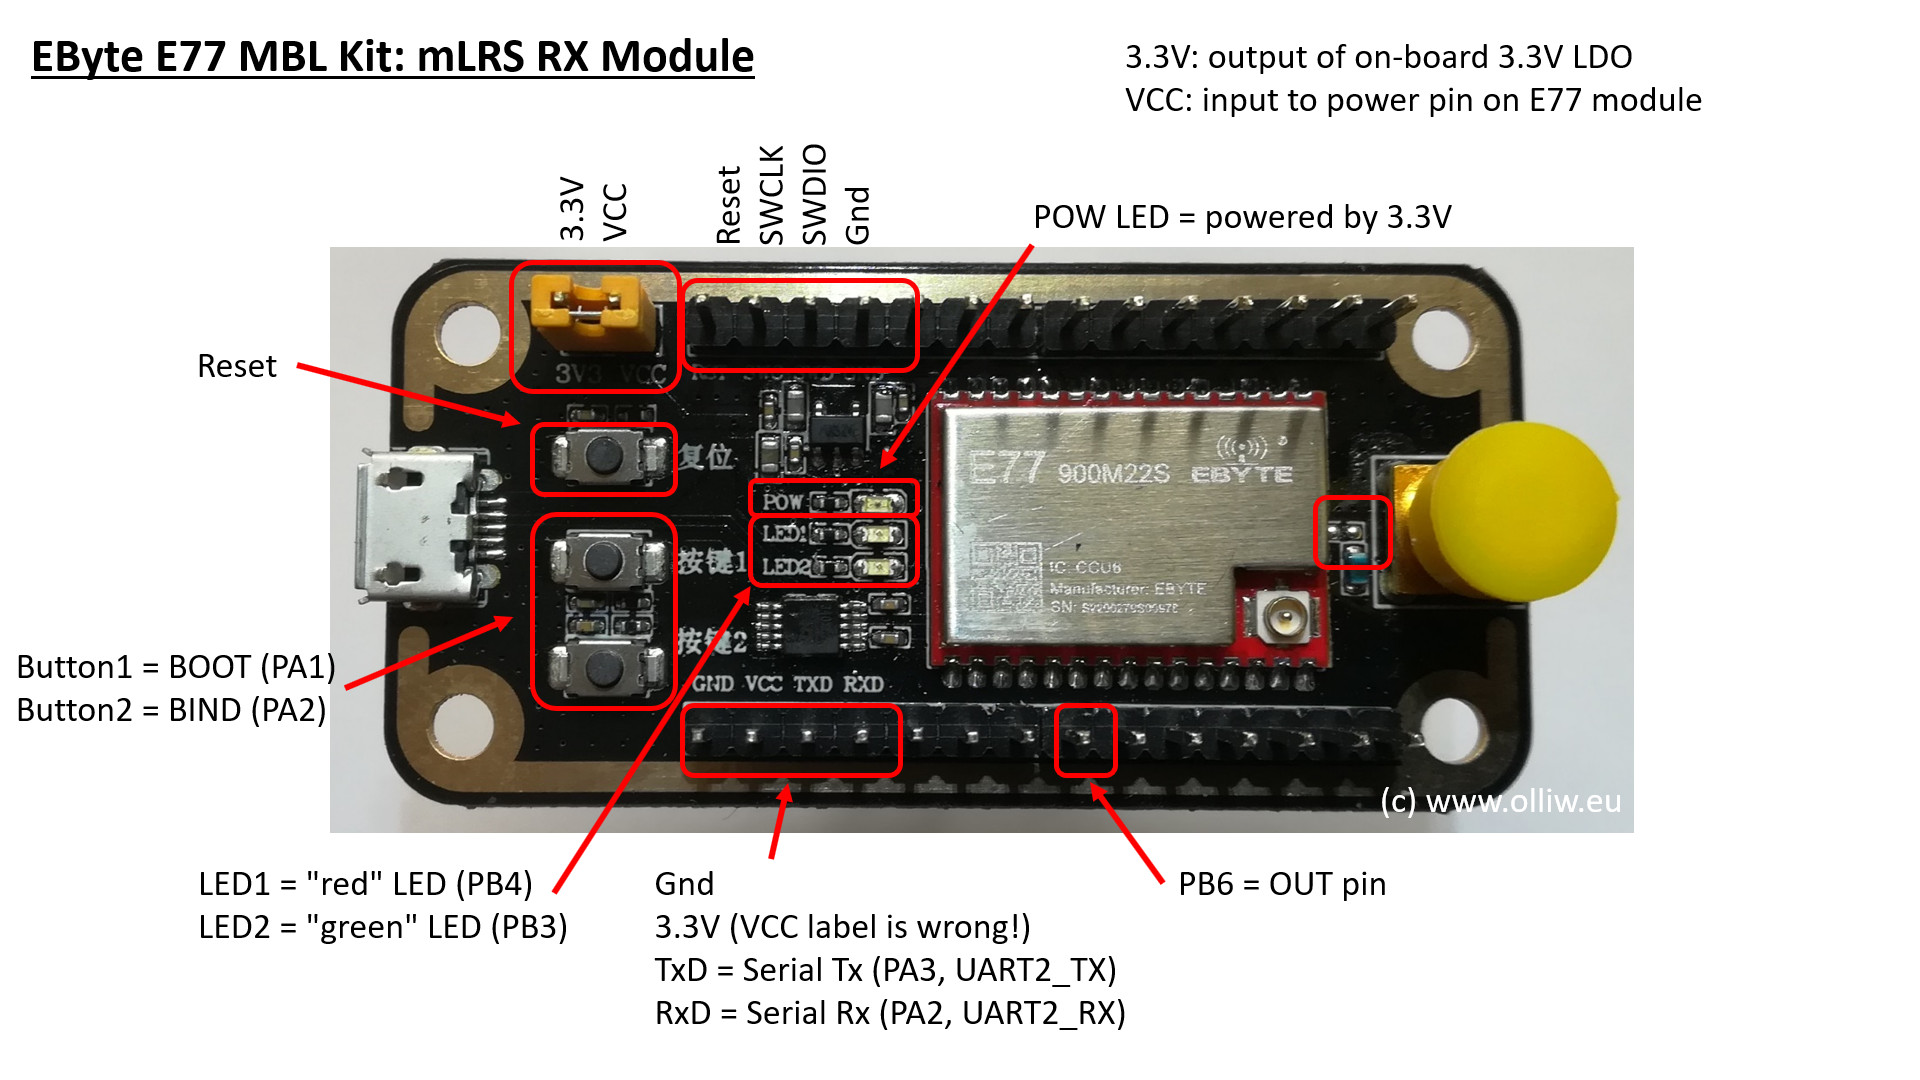 EByte E77 MBL Kit: mLRS RX Module
3.3V: output of on-board 3.3V LDO
VCC: input to power pin on E77 module
3.3V
VCC
Reset
SWCLK
SWDIO
Gnd
POW LED = powered by 3.3V
Reset
3V3 VCC
复位
E77 900M22S EBYTE
POW
LED1
LED2
按键1
按键2
Manufacturer: EBYTE
GND VCC TXD RXD
Button1 = BOOT (PA1)
Button2 = BIND (PA2)
(c) www.olliw.eu
LED1 = "red" LED (PB4)
LED2 = "green" LED (PB3)
Gnd
3.3V (VCC label is wrong!)
TxD = Serial Tx (PA3, UART2_TX)
RxD = Serial Rx (PA2, UART2_RX)
PB6 = OUT pin